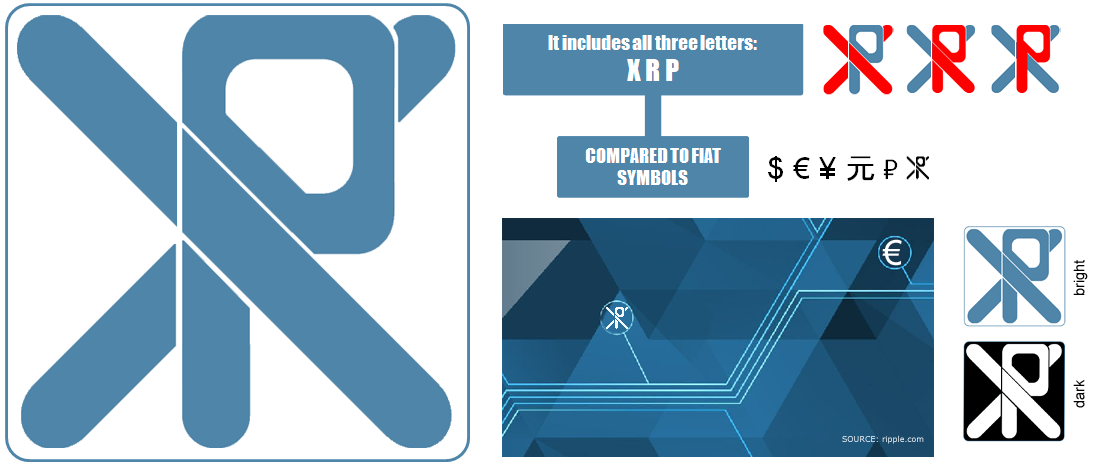 It includes all three letters:
X R P
COMPARED TO FIAT
SYMBOLS
$ € ¥ 元 ₽
€
bright
dark
SOURCE: ripple.com